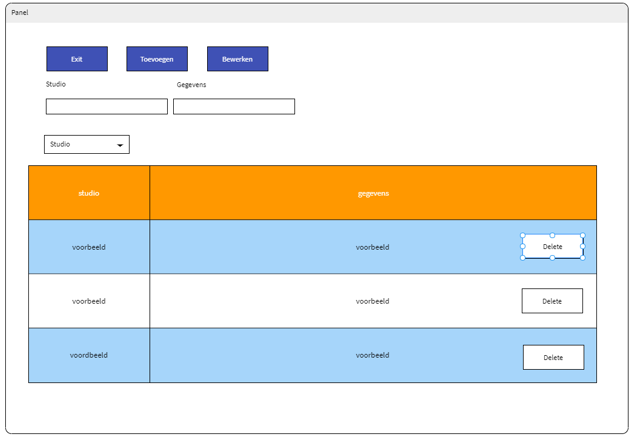 Panel
Exit Toevoegen Bewerken
Studio Gegevens
Studio
studio gegevens
voorbeeld voorbeeld Delete
voorbeeld voorbeeld Delete
voordbeeld voorbeeld Delete